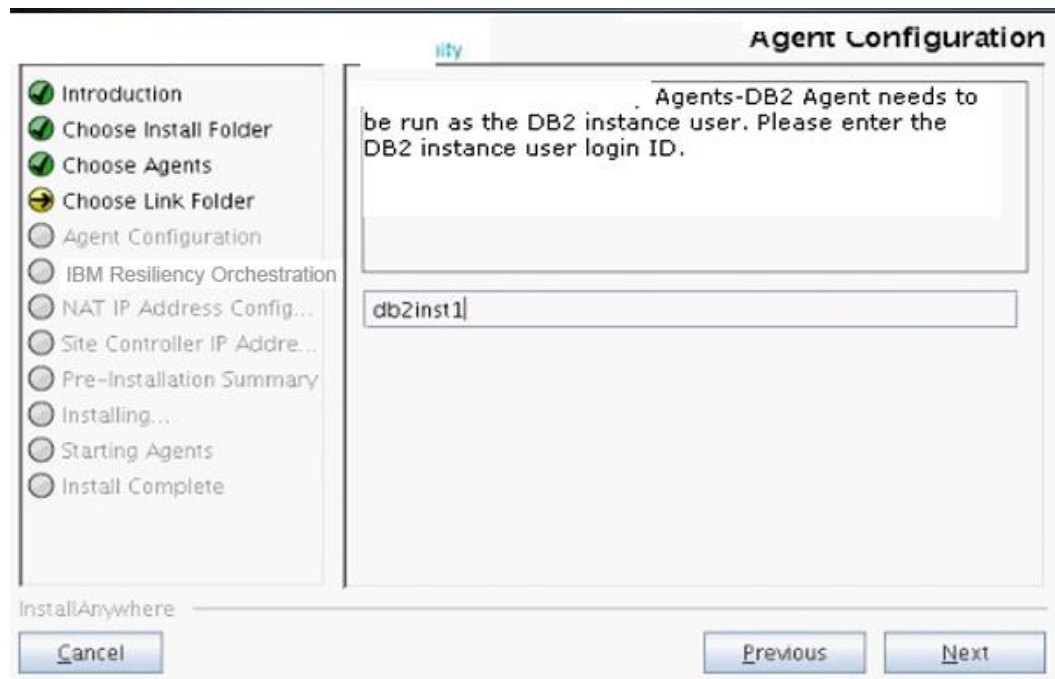 Agent Configuration
ity
Introduction
Choose Install Folder
Choose Agents
Choose Link Folder
Agent Configuration
IBM Resiliency Orchestration
NAT IP Address Config...
Site Controller IP Addre...
Pre-Installation Summary
Installing...
Starting Agents
Install Complete
Agents-DB2 Agent needs to
be run as the DB2 instance user. Please enter the
DB2 instance user login ID.
db2inst1
InstallAnywhere
Cancel
Previous
Next